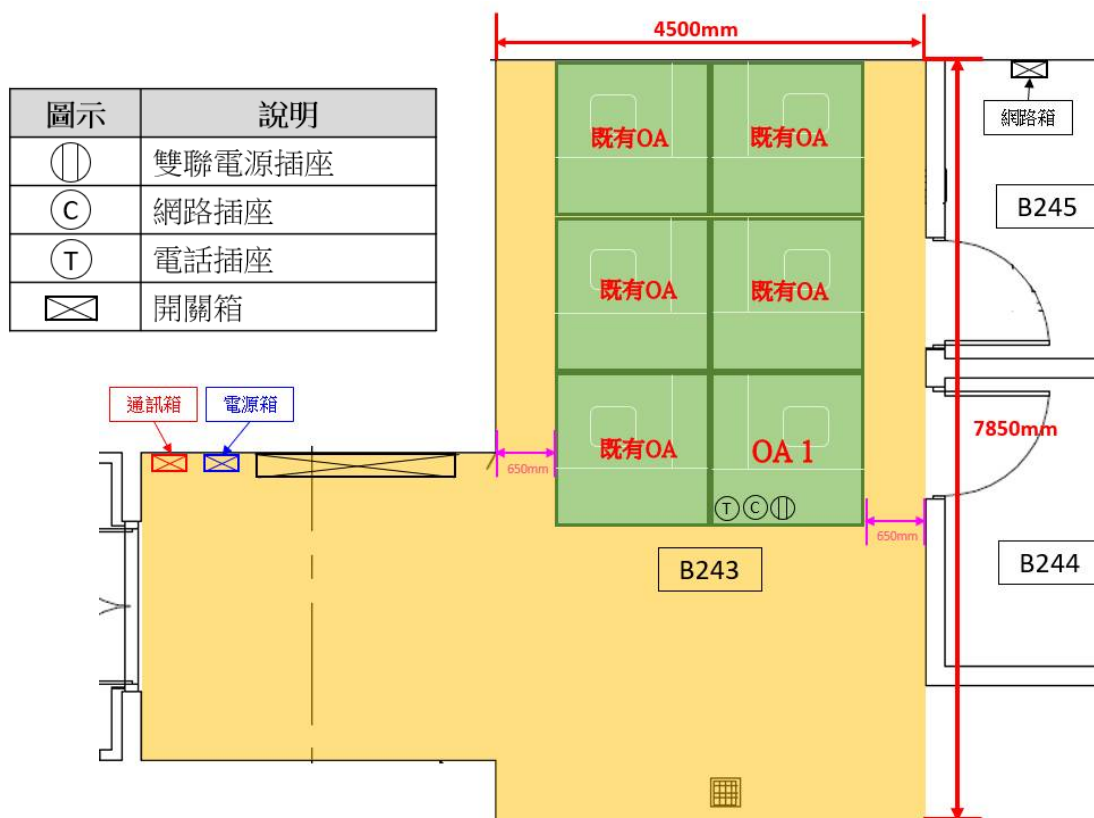 4500mm
圖示 說明
雙聯電源插座
C 網路插座
T 電話插座
開關箱
網路箱
既有OA 既有OA
B245
既有OA 既有OA
通訊箱 電源箱
7850mm
既有OA OA 1
650mm
T C
650mm
B243
B244